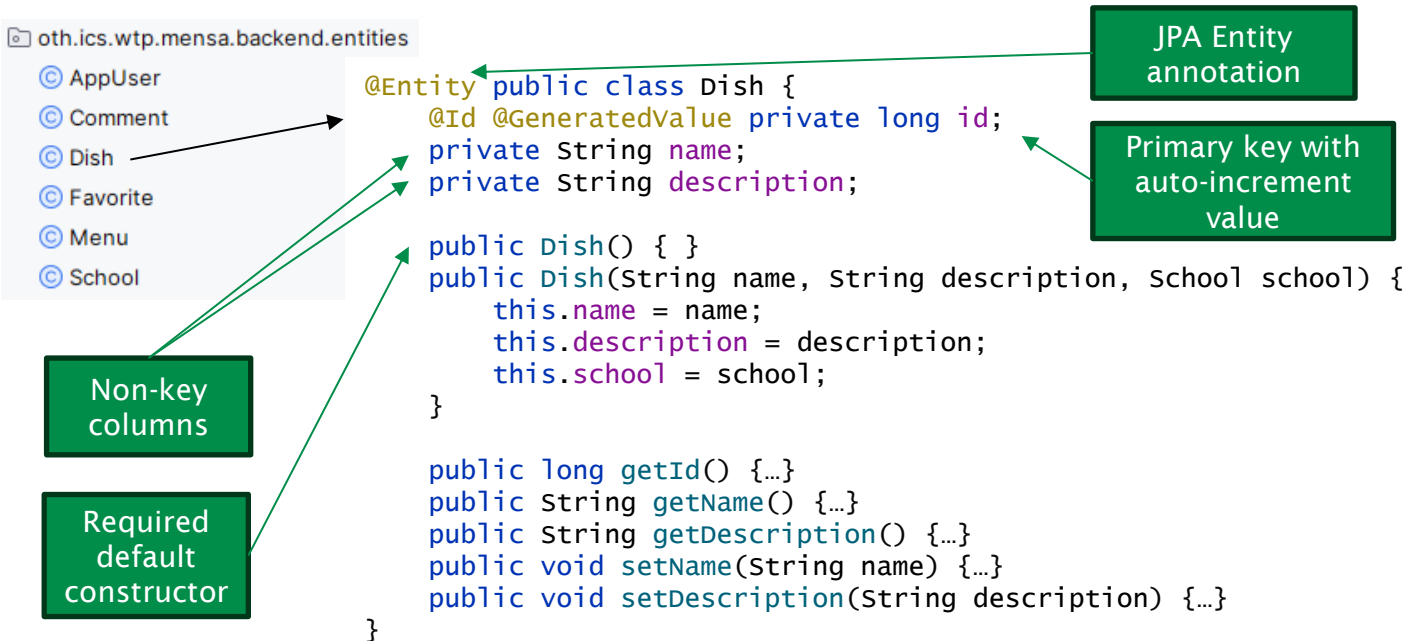 oth.ics.wtp.mensa.backend.entities
AppUser
Comment
Dish
Favorite
Menu
School
@Entity public class Dish {
@Id @GeneratedValue private long id;
private String name;
private String description;
public Dish() { }
public Dish(String name, String description, School school) {
this.name = name;
this.description = description;
this.school = school;
}
public long getId() {…}
public String getName() {…}
public String getDescription() {…}
public void setName(String name) {…}
public void setDescription(String description) {…}
}
JPA Entity
annotation
Primary key with
auto-increment
value
Non-key
columns
Required
default
constructor